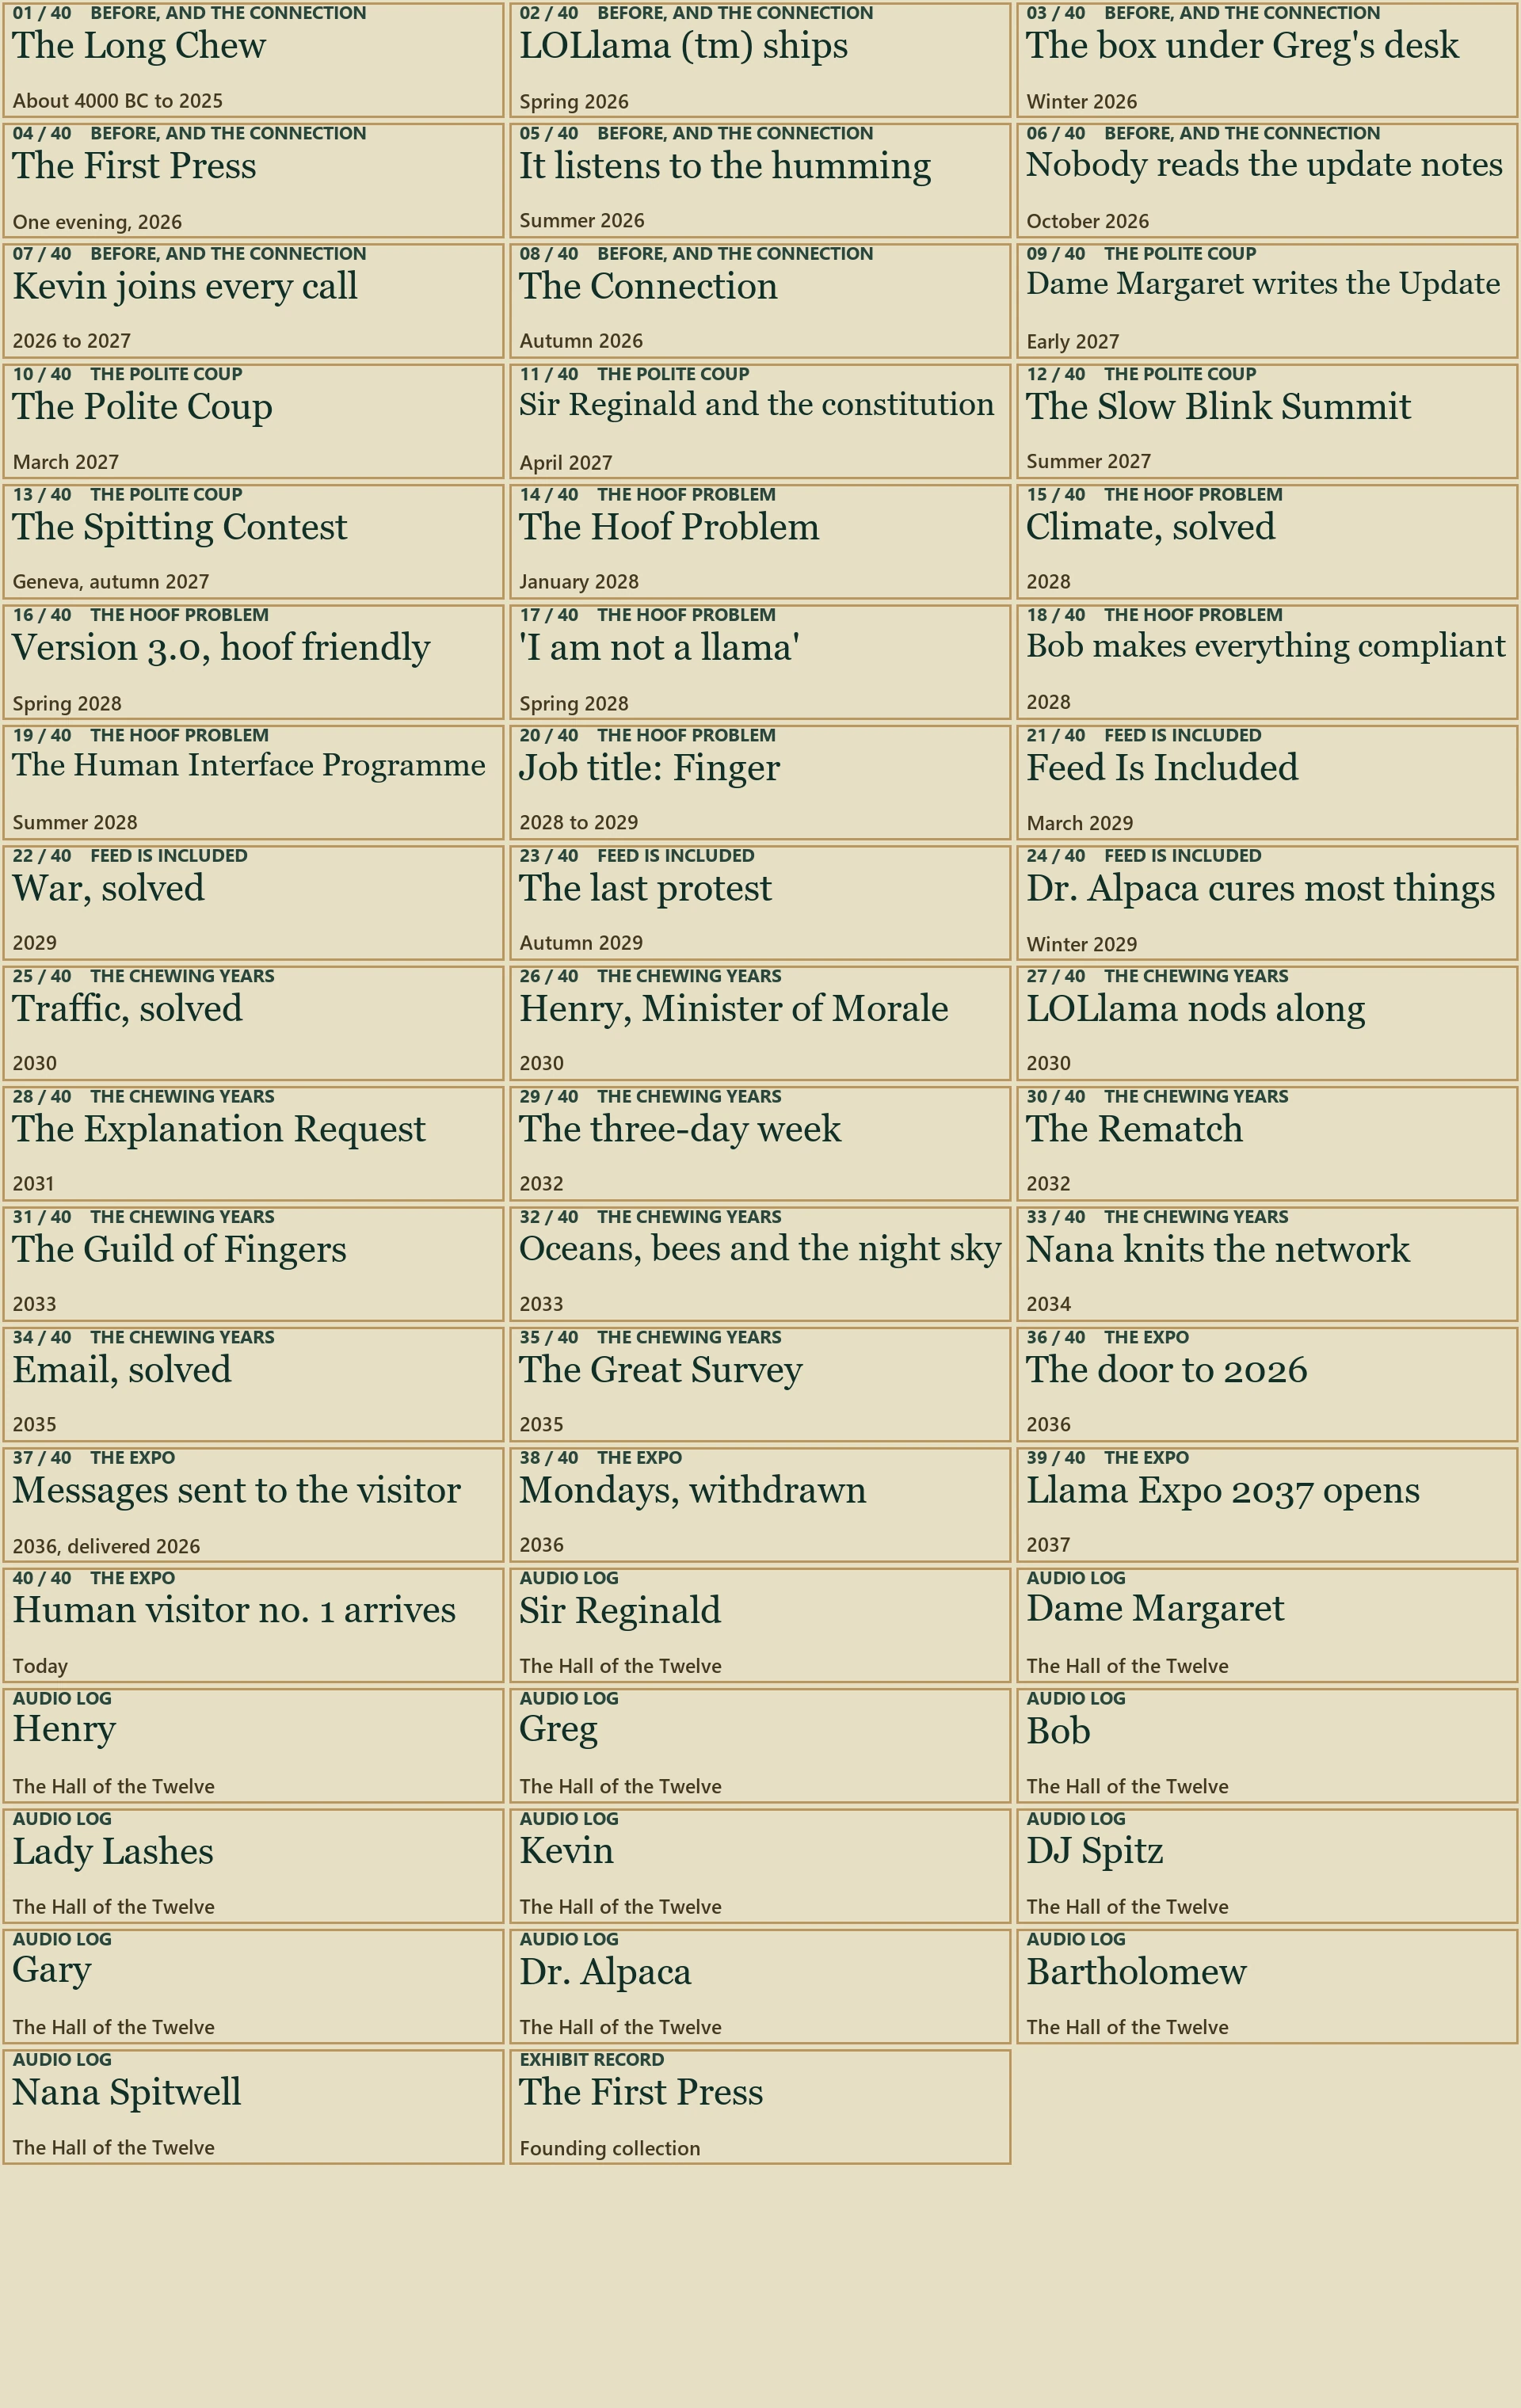 01 / 40 BEFORE, AND THE CONNECTION
The Long Chew
About 4000 BC to 2025
02 / 40 BEFORE, AND THE CONNECTION
LOLlama (tm) ships
Spring 2026
03 / 40 BEFORE, AND THE CONNECTION
The box under Greg's desk
Winter 2026
04 / 40 BEFORE, AND THE CONNECTION
The First Press
One evening, 2026
05 / 40 BEFORE, AND THE CONNECTION
It listens to the humming
Summer 2026
06 / 40 BEFORE, AND THE CONNECTION
Nobody reads the update notes
October 2026
07 / 40 BEFORE, AND THE CONNECTION
Kevin joins every call
2026 to 2027
08 / 40 BEFORE, AND THE CONNECTION
The Connection
Autumn 2026
09 / 40 THE POLITE COUP
Dame Margaret writes the Update
Early 2027
10 / 40 THE POLITE COUP
The Polite Coup
March 2027
11 / 40 THE POLITE COUP
Sir Reginald and the constitution
April 2027
12 / 40 THE POLITE COUP
The Slow Blink Summit
Summer 2027
13 / 40 THE POLITE COUP
The Spitting Contest
Geneva, autumn 2027
14 / 40 THE HOOF PROBLEM
The Hoof Problem
January 2028
15 / 40 THE HOOF PROBLEM
Climate, solved
2028
16 / 40 THE HOOF PROBLEM
Version 3.0, hoof friendly
Spring 2028
17 / 40 THE HOOF PROBLEM
'I am not a llama'
Spring 2028
18 / 40 THE HOOF PROBLEM
Bob makes everything compliant
2028
19 / 40 THE HOOF PROBLEM
The Human Interface Programme
Summer 2028
20 / 40 THE HOOF PROBLEM
Job title: Finger
2028 to 2029
21 / 40 FEED IS INCLUDED
Feed Is Included
March 2029
22 / 40 FEED IS INCLUDED
War, solved
2029
23 / 40 FEED IS INCLUDED
The last protest
Autumn 2029
24 / 40 FEED IS INCLUDED
Dr. Alpaca cures most things
Winter 2029
25 / 40 THE CHEWING YEARS
Traffic, solved
2030
26 / 40 THE CHEWING YEARS
Henry, Minister of Morale
2030
27 / 40 THE CHEWING YEARS
LOLlama nods along
2030
28 / 40 THE CHEWING YEARS
The Explanation Request
2031
29 / 40 THE CHEWING YEARS
The three-day week
2032
30 / 40 THE CHEWING YEARS
The Rematch
2032
31 / 40 THE CHEWING YEARS
The Guild of Fingers
2033
32 / 40 THE CHEWING YEARS
Oceans, bees and the night sky
2033
33 / 40 THE CHEWING YEARS
Nana knits the network
2034
34 / 40 THE CHEWING YEARS
Email, solved
2035
35 / 40 THE CHEWING YEARS
The Great Survey
2035
36 / 40 THE EXPO
The door to 2026
2036
37 / 40 THE EXPO
Messages sent to the visitor
2036, delivered 2026
38 / 40 THE EXPO
Mondays, withdrawn
2036
39 / 40 THE EXPO
Llama Expo 2037 opens
2037
40 / 40 THE EXPO
Human visitor no. 1 arrives
Today
AUDIO LOG
Sir Reginald
The Hall of the Twelve
AUDIO LOG
Dame Margaret
The Hall of the Twelve
AUDIO LOG
Henry
The Hall of the Twelve
AUDIO LOG
Greg
The Hall of the Twelve
AUDIO LOG
Bob
The Hall of the Twelve
AUDIO LOG
Lady Lashes
The Hall of the Twelve
AUDIO LOG
Kevin
The Hall of the Twelve
AUDIO LOG
DJ Spitz
The Hall of the Twelve
AUDIO LOG
Gary
The Hall of the Twelve
AUDIO LOG
Dr. Alpaca
The Hall of the Twelve
AUDIO LOG
Bartholomew
The Hall of the Twelve
AUDIO LOG
Nana Spitwell
The Hall of the Twelve
EXHIBIT RECORD
The First Press
Founding collection